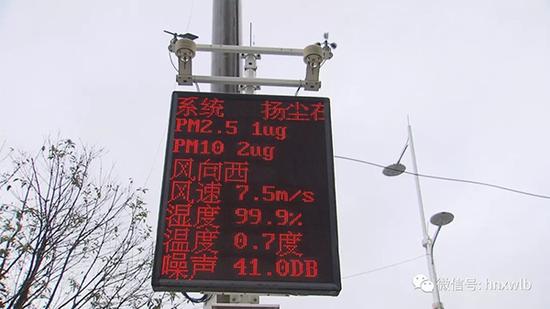 系统 扬尘在
PM2.5 1ug
PM10 2ug
风向西
风速 7.5m/s
湿度 99.9%
温度 0.7度
噪声 41.0DB
微信号: hnxwlb